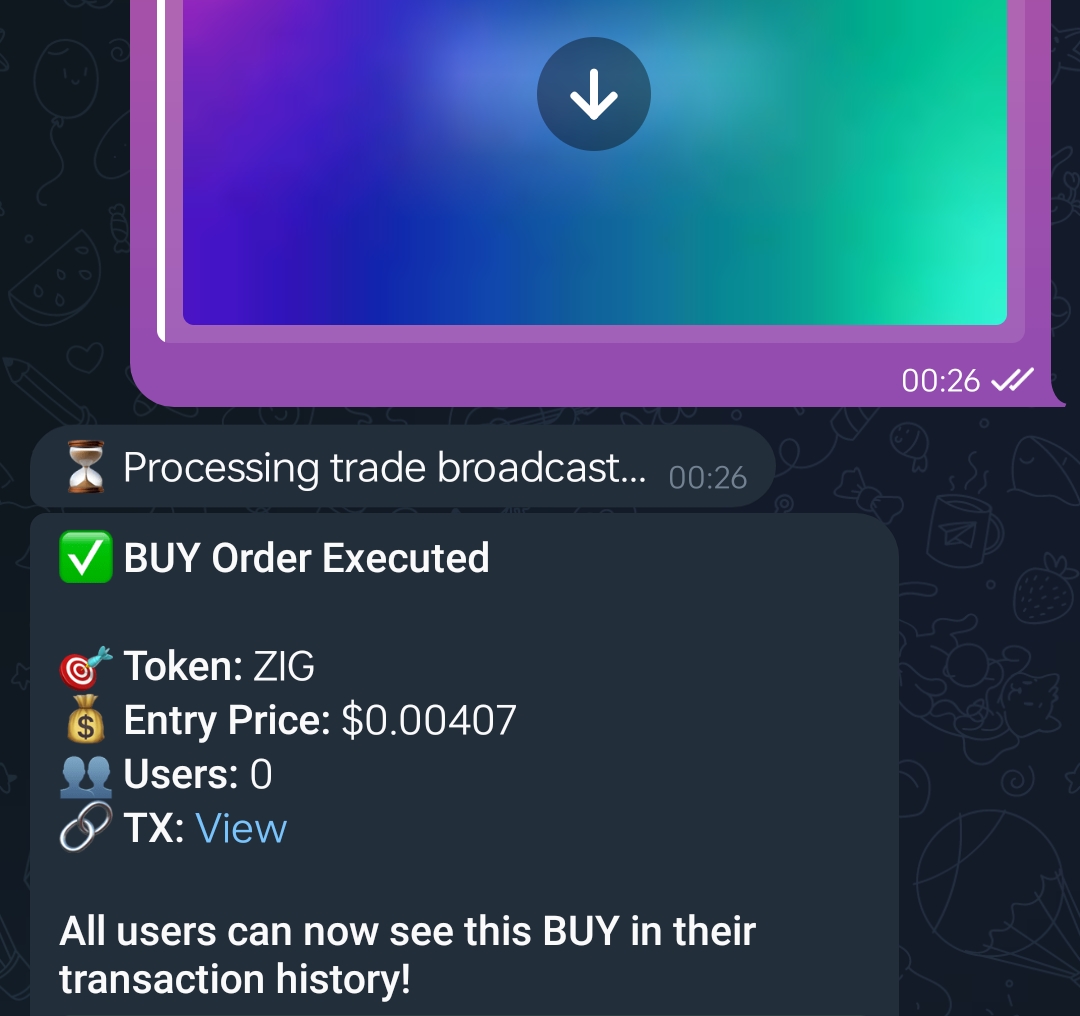 00:26
⏳ Processing trade broadcast... 00:26
✅ BUY Order Executed
🎯 Token: ZIG
💰 Entry Price: $0.00407
👥 Users: 0
🔗 TX: View
All users can now see this BUY in their
transaction history!